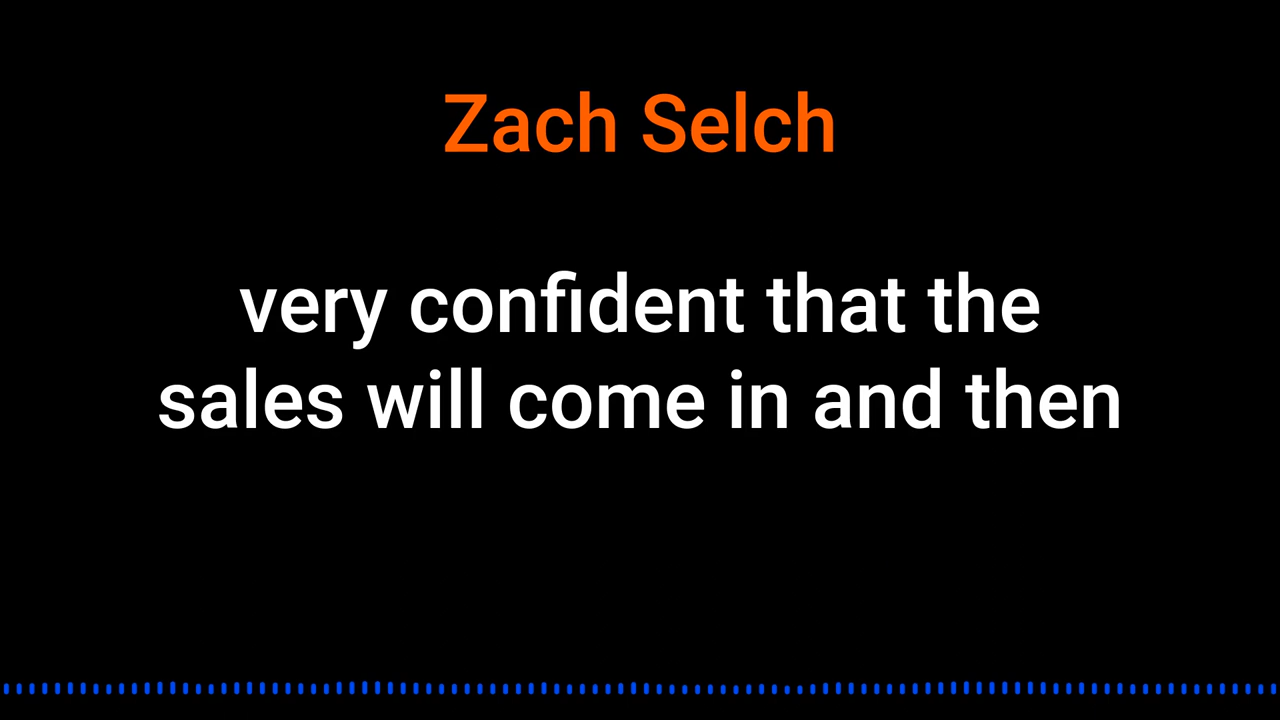 Zach Selch
very confident that the
sales will come in and then